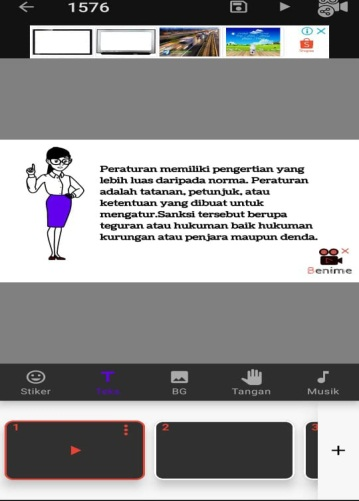 1576
Peraturan memiliki pengertian yang
lebih luas daripada norma. Peraturan
adalah tatanan, petunjuk, atau
ketentuan yang dibuat untuk
mengatur.Sanksi tersebut berupa
teguran atau hukuman baik hukuman
kurungan atau penjara maupun denda.
Benime
Stiker
BG
Tangan
Musik
1
2
3